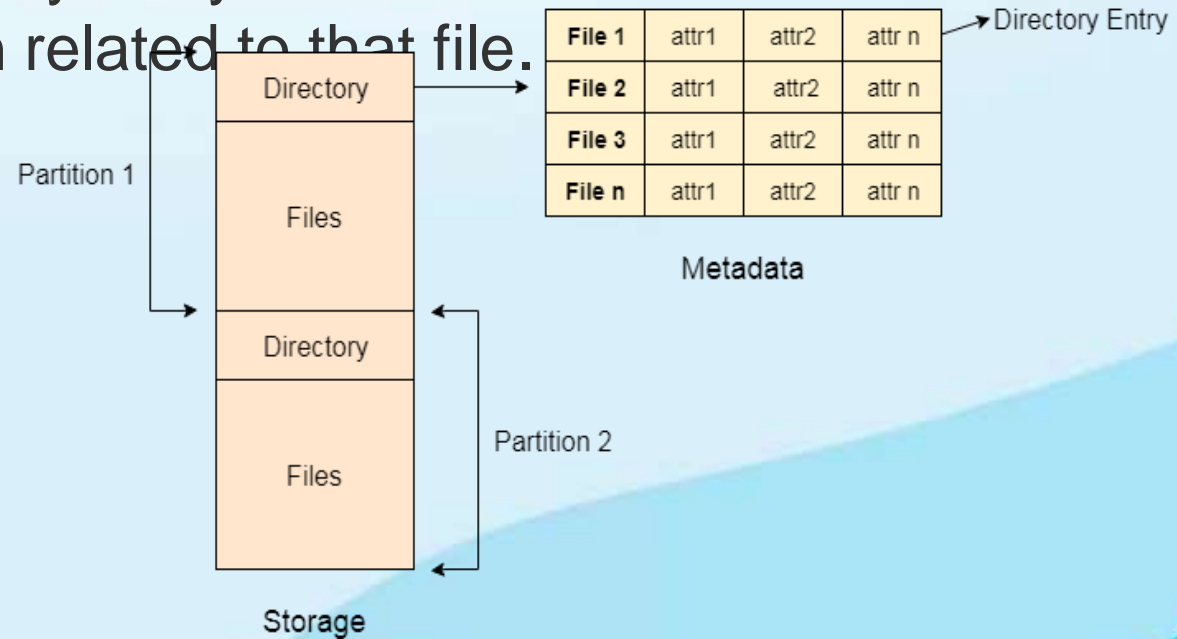 related to that file.
Directory
Files
Directory
Files
Partition 1
Partition 2
Storage
File 1 attr1 attr2 attr n
File 2 attr1 attr2 attr n
File 3 attr1 attr2 attr n
File n attr1 attr2 attr n
Directory Entry
Metadata